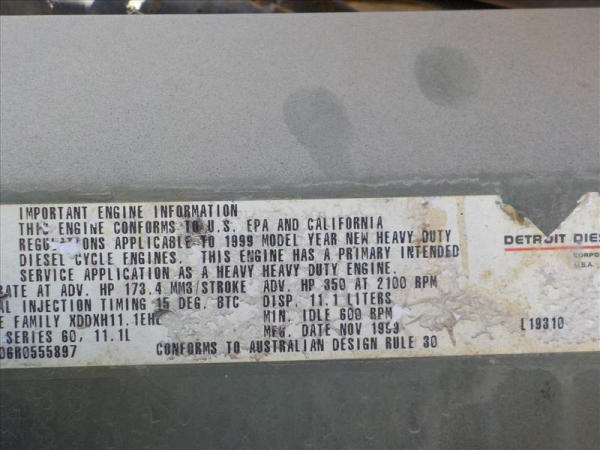 IMPORTANT ENGINE INFORMATION
THIS ENGINE CONFORMS TO U.S. EPA AND CALIFORNIA
APPLICABLE TO 1999 MODEL YEAR NEW HEAVY DUTY
DIESEL CYCLE ENGINES. THIS ENGINE HAS A PRIMARY INTENDED
SERVICE APPLICATION AS A HEAVY HEAVY DUTY ENGINE.
RATE AT ADV. HP 173.4 MM3/STROKE ADV. HP 350 AT 2100 RPM
AL INJECTION TIMING 15 DEG. BTC DISP. 11.1 LITERS
E FAMILY XDDXH11.1EHL MIN. IDLE 600 RPM
SERIES 60, 11.1L MFG. DATE NOV
06R0555897 CONFORMS TO AUSTRALIAN DESIGN RULE 30
DETROIT DIES
CORPO
U.S.A.
L19310